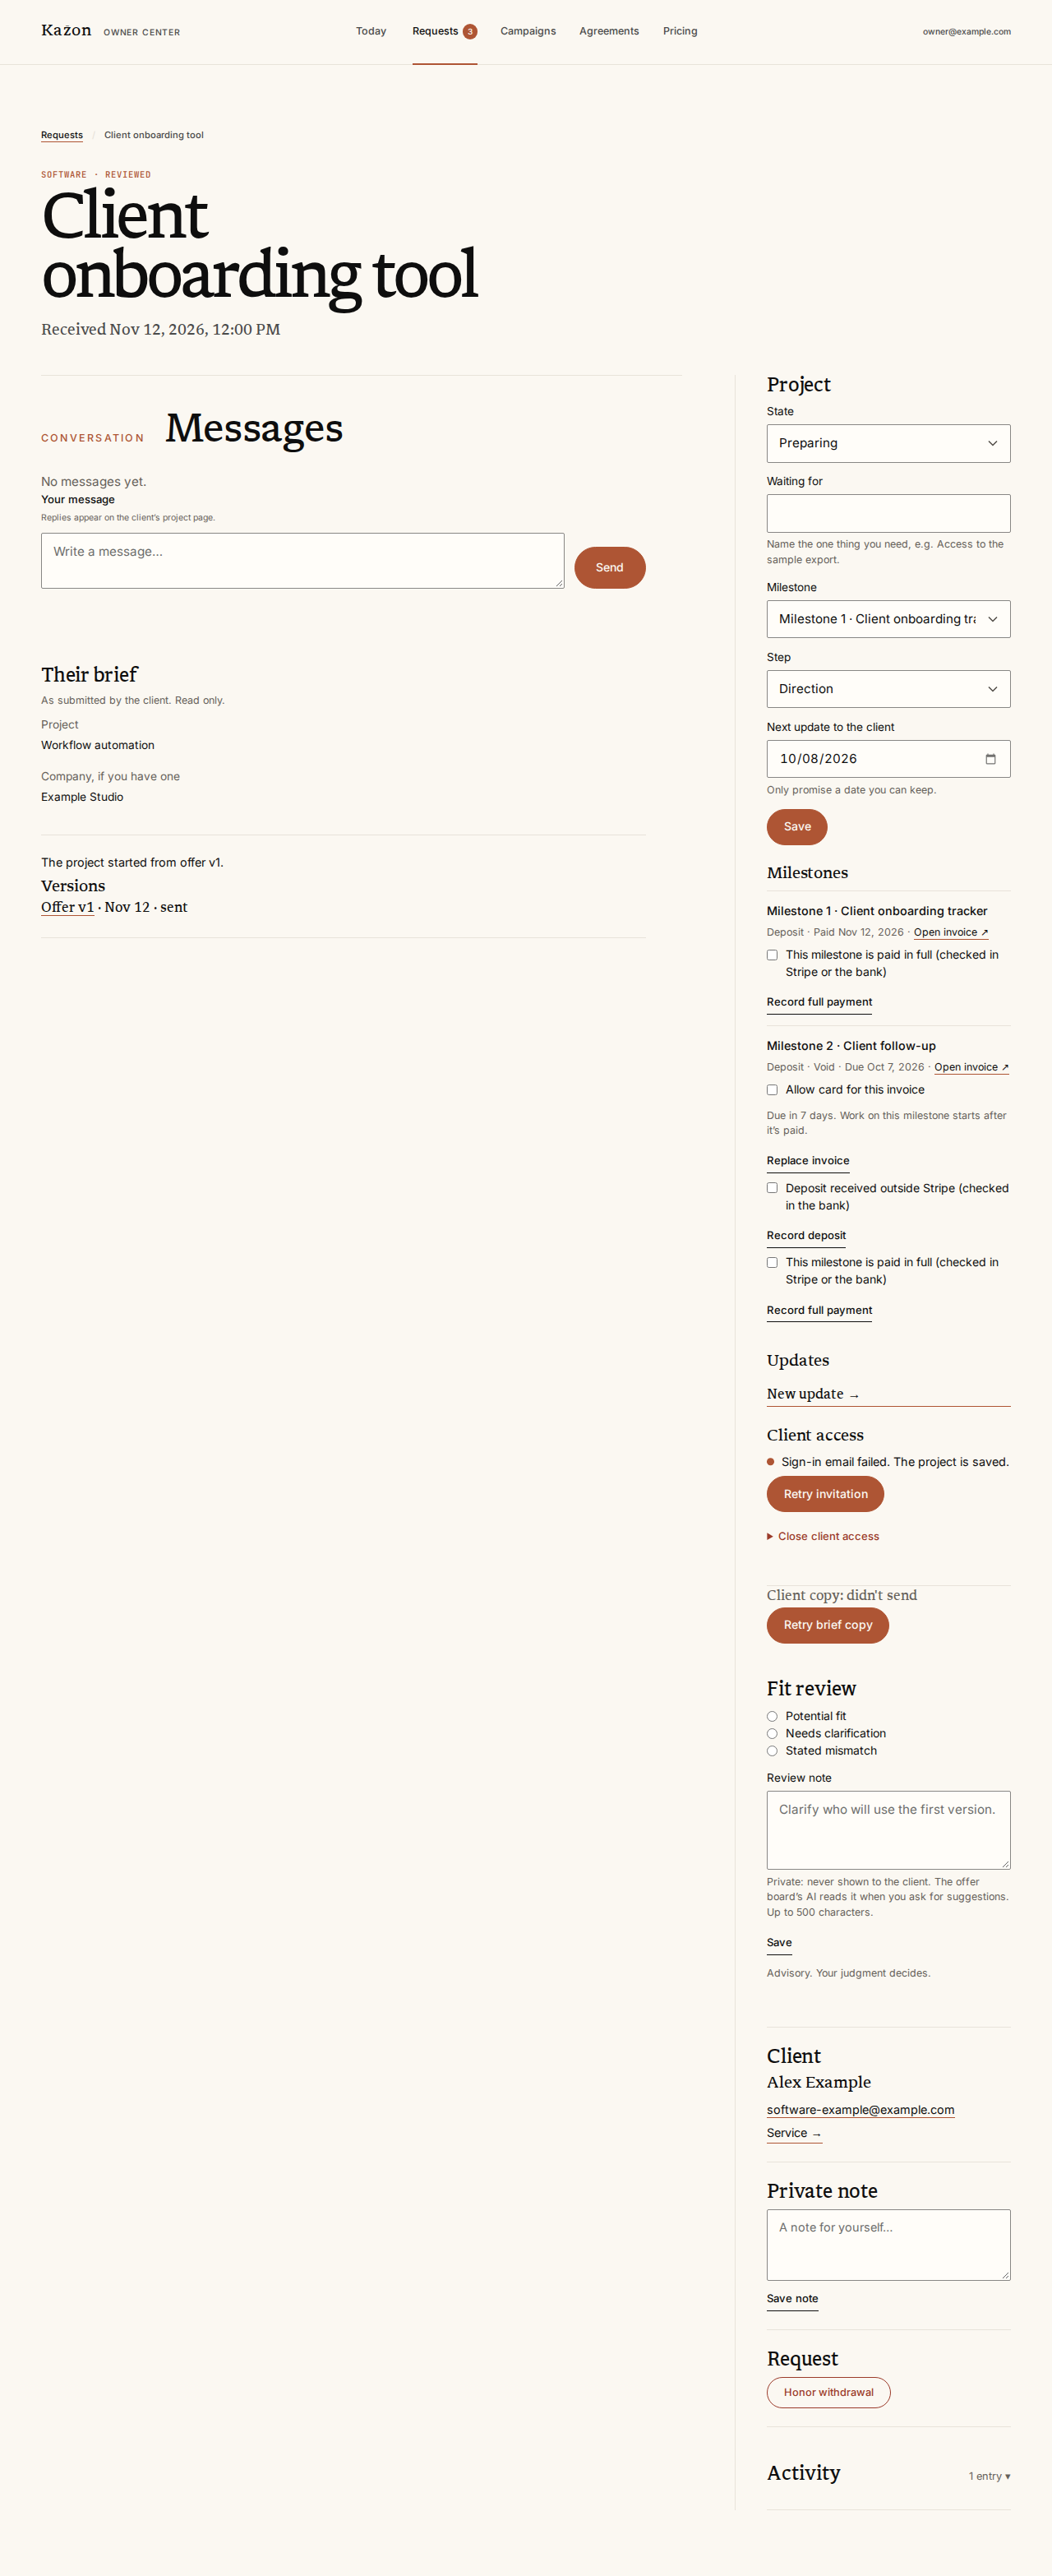 Kažon OWNER CENTER
Today
Requests 3
Campaigns
Agreements
Pricing
owner@example.com
Requests / Client onboarding tool
SOFTWARE · REVIEWED
Client
onboarding tool
Received Nov 12, 2026, 12:00 PM
CONVERSATION Messages
No messages yet.
Your message
Replies appear on the client's project page.
Write a message…
Send
Their brief
As submitted by the client. Read only.
Project
Workflow automation
Company, if you have one
Example Studio
The project started from offer v1.
Versions
Offer v1 · Nov 12 · sent
Project
State
Preparing
Waiting for
Name the one thing you need, e.g. Access to the
sample export.
Milestone
Milestone 1 · Client onboarding tra
Step
Direction
Next update to the client
10/08/2026
Only promise a date you can keep.
Save
Milestones
Milestone 1 · Client onboarding tracker
Deposit · Paid Nov 12, 2026 · Open invoice ↗
This milestone is paid in full (checked in
Stripe or the bank)
Record full payment
Milestone 2 · Client follow-up
Deposit · Void · Due Oct 7, 2026 · Open invoice ↗
Allow card for this invoice
Due in 7 days. Work on this milestone starts after
it's paid.
Replace invoice
Deposit received outside Stripe (checked
in the bank)
Record deposit
This milestone is paid in full (checked in
Stripe or the bank)
Record full payment
Updates
New update →
Client access
Sign-in email failed. The project is saved.
Retry invitation
▶ Close client access
Client copy: didn't send
Retry brief copy
Fit review
Potential fit
Needs clarification
Stated mismatch
Review note
Clarify who will use the first version.
Private: never shown to the client. The offer
board's AI reads it when you ask for suggestions.
Up to 500 characters.
Save
Advisory. Your judgment decides.
Client
Alex Example
software-example@example.com
Service →
Private note
A note for yourself…
Save note
Request
Honor withdrawal
Activity
1 entry ▾